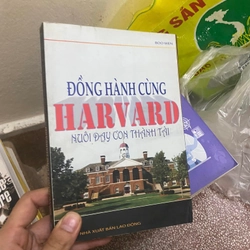 ĐỒNG HÀNH CÙNG
HARVARD
NUÔI DẠY CON THÀNH TÀI
NHÀ XUẤT BẢN LAO ĐỘNG